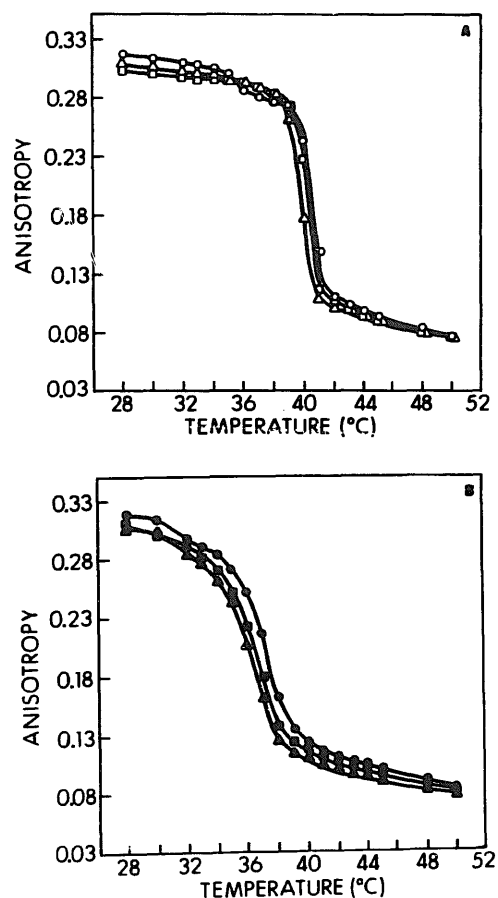 A
0.33
0.28
0.23
0.18
0.13
0.08
0.03
ANISOTROPY
28 32 36 40 44 48 52
TEMPERATURE (°C)
B
0.33
0.28
0.23
0.18
0.13
0.08
0.03
ANISOTROPY
28 32 36 40 44 48 52
TEMPERATURE (°C)